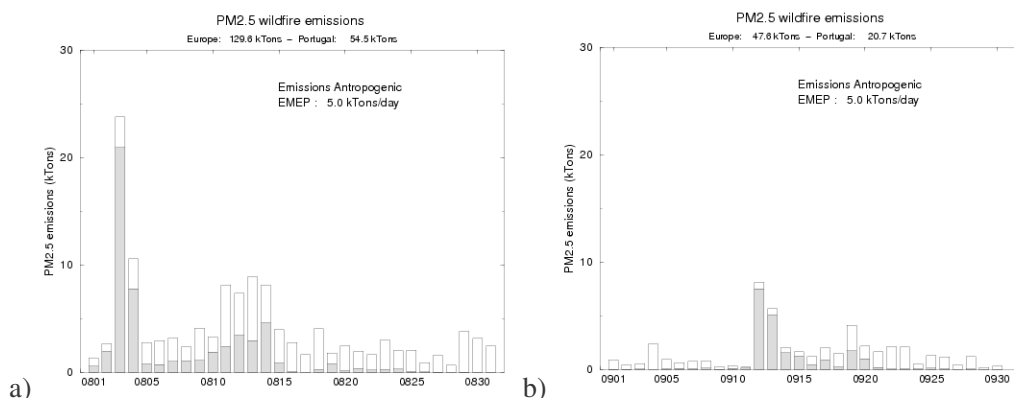 PM2.5 wildfire emissions
Europe: 129.6 kTons – Portugal: 54.5 kTons
Emissions Antropogenic
EMEP : 5.0 kTons/day
PM2.5 emissions (kTons)
30
20
10
0
0801 0805 0810 0815 0820 0825 0830
a)
PM2.5 wildfire emissions
Europe: 47.6 kTons – Portugal: 20.7 kTons
Emissions Antropogenic
EMEP : 5.0 kTons/day
PM2.5 emissions (kTons)
30
20
10
0
0901 0905 0910 0915 0920 0925 0930
b)